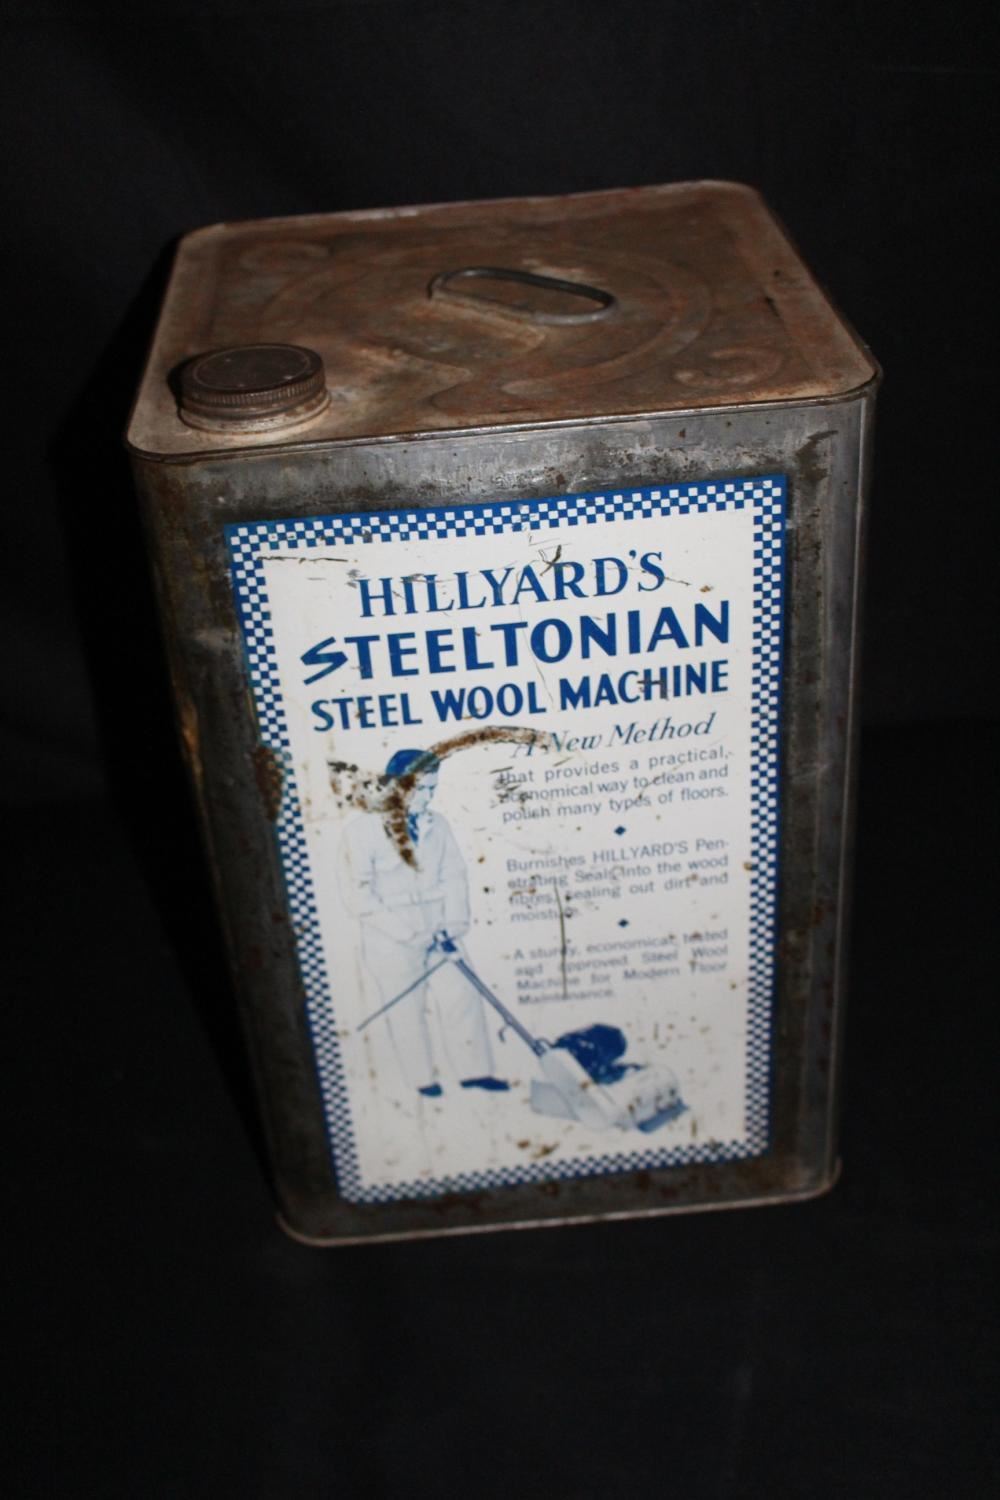 HILLYARD'S
STEELTONIAN
STEEL WOOL MACHINE
A New Method
that provides a practical,
economical way to clean and
polish many types of floors.
Burnishes HILLYARD'S Pen-
etrating Seals into the wood
fibres, sealing out dirt and
moisture.
A sturdy, economical, tested
and approved Steel Wool
Machine for Modern Floor
Maintenance.